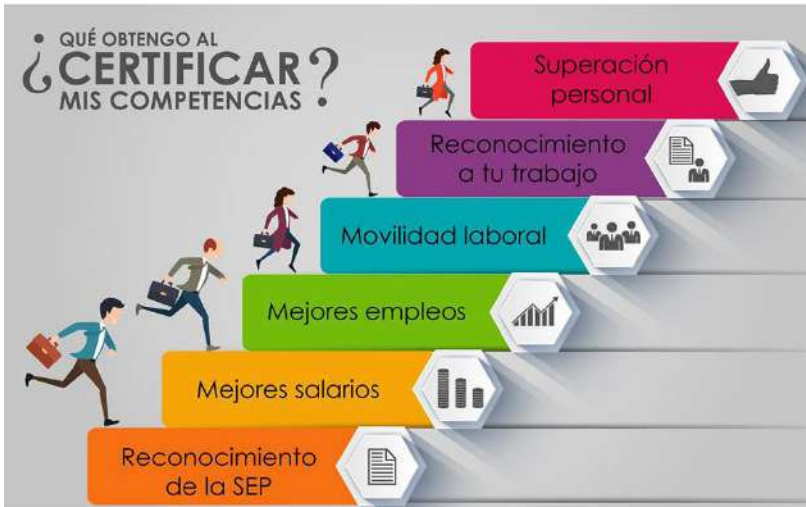 ¿QUÉ OBTENGO AL
CERTIFICAR
MIS COMPETENCIAS?
Superación
personal
Reconocimiento
a tu trabajo
Movilidad laboral
Mejores empleos
Mejores salarios
Reconocimiento
de la SEP